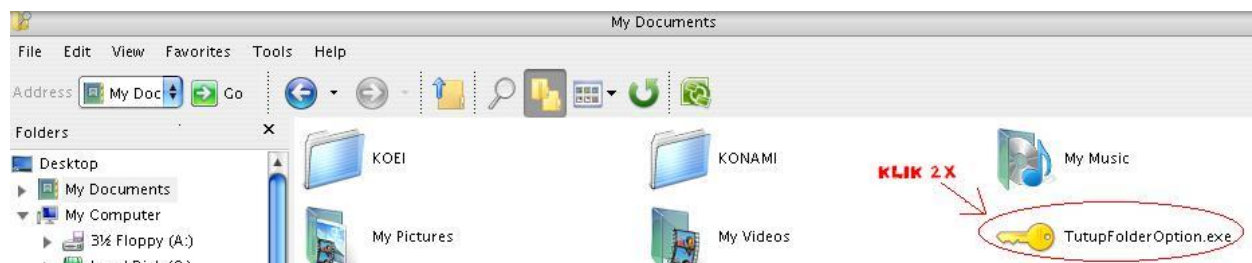 My Documents
File Edit View Favorites Tools Help
Address My Doc Go
Folders x
Desktop
My Documents
My Computer
3½ Floppy (A:)
KOEI
KONAMI
My Music
KLIK 2X
My Pictures
My Videos
TutupFolderOption.exe